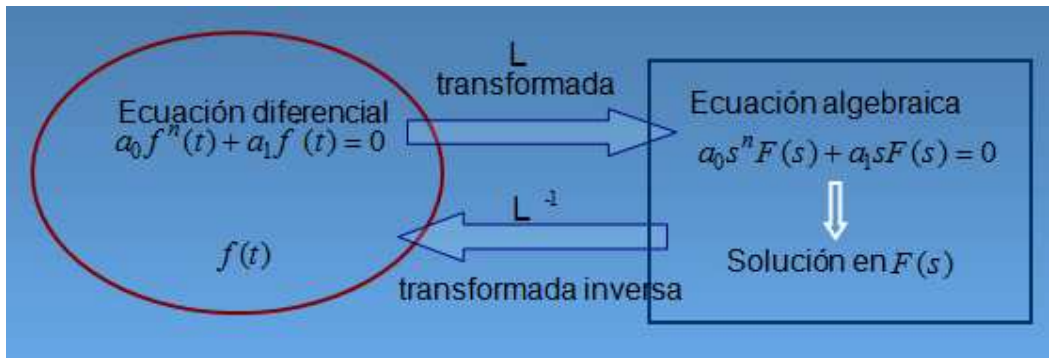 L
transformada
Ecuación diferencial
a₀fⁿ(t) + a₁f(t) = 0
Ecuación algebraica
a₀sⁿF(s) + a₁sF(s) = 0
L ⁻¹
f(t)
Solución en F(s)
transformada inversa